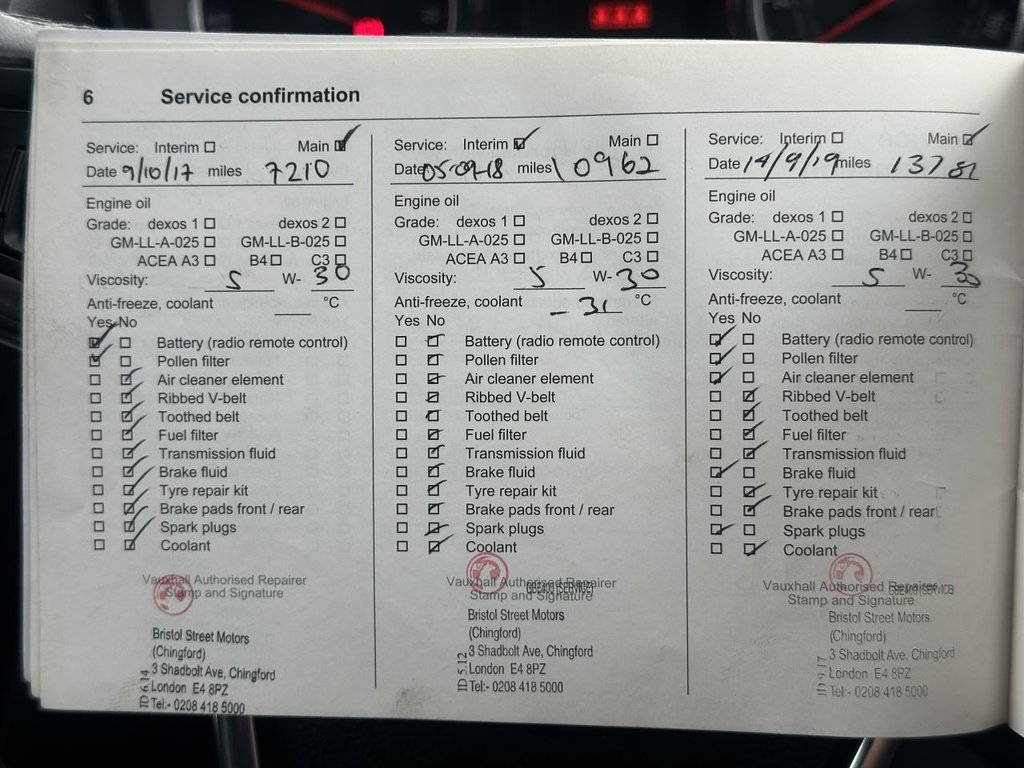 6 Service confirmation
Service: Interim Main
Date 9/10/17 miles 7210
Engine oil
Grade: dexos 1 dexos 2
GM-LL-A-025 GM-LL-B-025
ACEA A3 B4 C3
Viscosity: 5 W- 30
Anti-freeze, coolant °C
Yes No
Battery (radio remote control)
Pollen filter
Air cleaner element
Ribbed V-belt
Toothed belt
Fuel filter
Transmission fluid
Brake fluid
Tyre repair kit
Brake pads front / rear
Spark plugs
Coolant
Vauxhall Authorised Repairer
Stamp and Signature
Bristol Street Motors
(Chingford)
3 Shadbolt Ave, Chingford
London E4 8PZ
Tel:- 0208 418 5000
Service: Interim Main
Date 05-09-18 miles 10962
Engine oil
Grade: dexos 1 dexos 2
GM-LL-A-025 GM-LL-B-025
ACEA A3 B4 C3
Viscosity: 5 W- 30
Anti-freeze, coolant -31 °C
Yes No
Battery (radio remote control)
Pollen filter
Air cleaner element
Ribbed V-belt
Toothed belt
Fuel filter
Transmission fluid
Brake fluid
Tyre repair kit
Brake pads front / rear
Spark plugs
Coolant
Vauxhall Authorised Repairer
Stamp and Signature
Bristol Street Motors
(Chingford)
3 Shadbolt Ave, Chingford
London E4 8PZ
Tel:- 0208 418 5000
Service: Interim Main
Date 14/9/19 miles 13781
Engine oil
Grade: dexos 1 dexos 2
GM-LL-A-025 GM-LL-B-025
ACEA A3 B4 C3
Viscosity: 5 W- 30
Anti-freeze, coolant °C
Yes No
Battery (radio remote control)
Pollen filter
Air cleaner element
Ribbed V-belt
Toothed belt
Fuel filter
Transmission fluid
Brake fluid
Tyre repair kit
Brake pads front / rear
Spark plugs
Coolant
Vauxhall Authorised Repairer
Stamp and Signature
Bristol Street Motors
(Chingford)
3 Shadbolt Ave, Chingford
London E4 8PZ
Tel:- 0208 418 5000